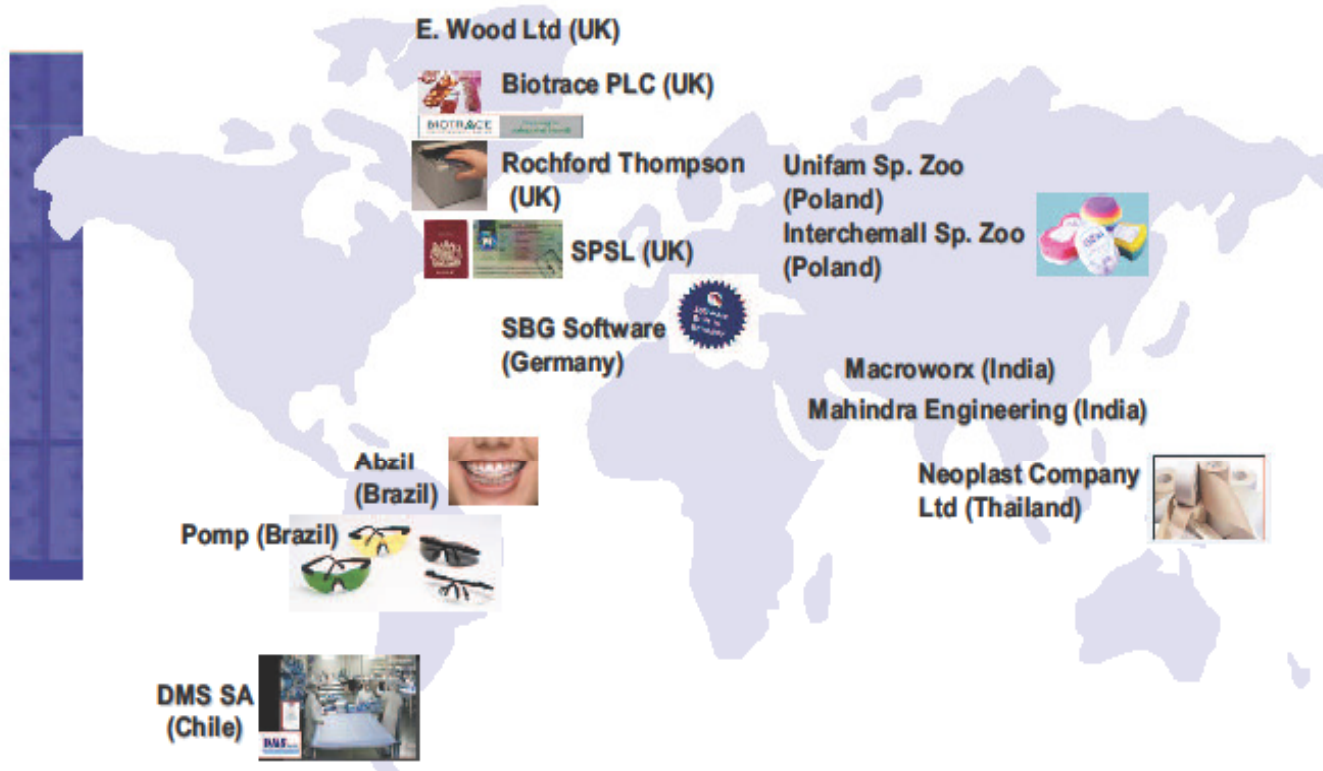 E. Wood Ltd (UK)
Biotrace PLC (UK)
BIOTRACE
Rochford Thompson
(UK)
SPSL (UK)
Unifam Sp. Zoo
(Poland)
Interchemall Sp. Zoo
(Poland)
SBG Software
(Germany)
Macroworx (India)
Mahindra Engineering (India)
Abzil
(Brazil)
Neoplast Company
Ltd (Thailand)
Pomp (Brazil)
DMS SA
(Chile)
DMS